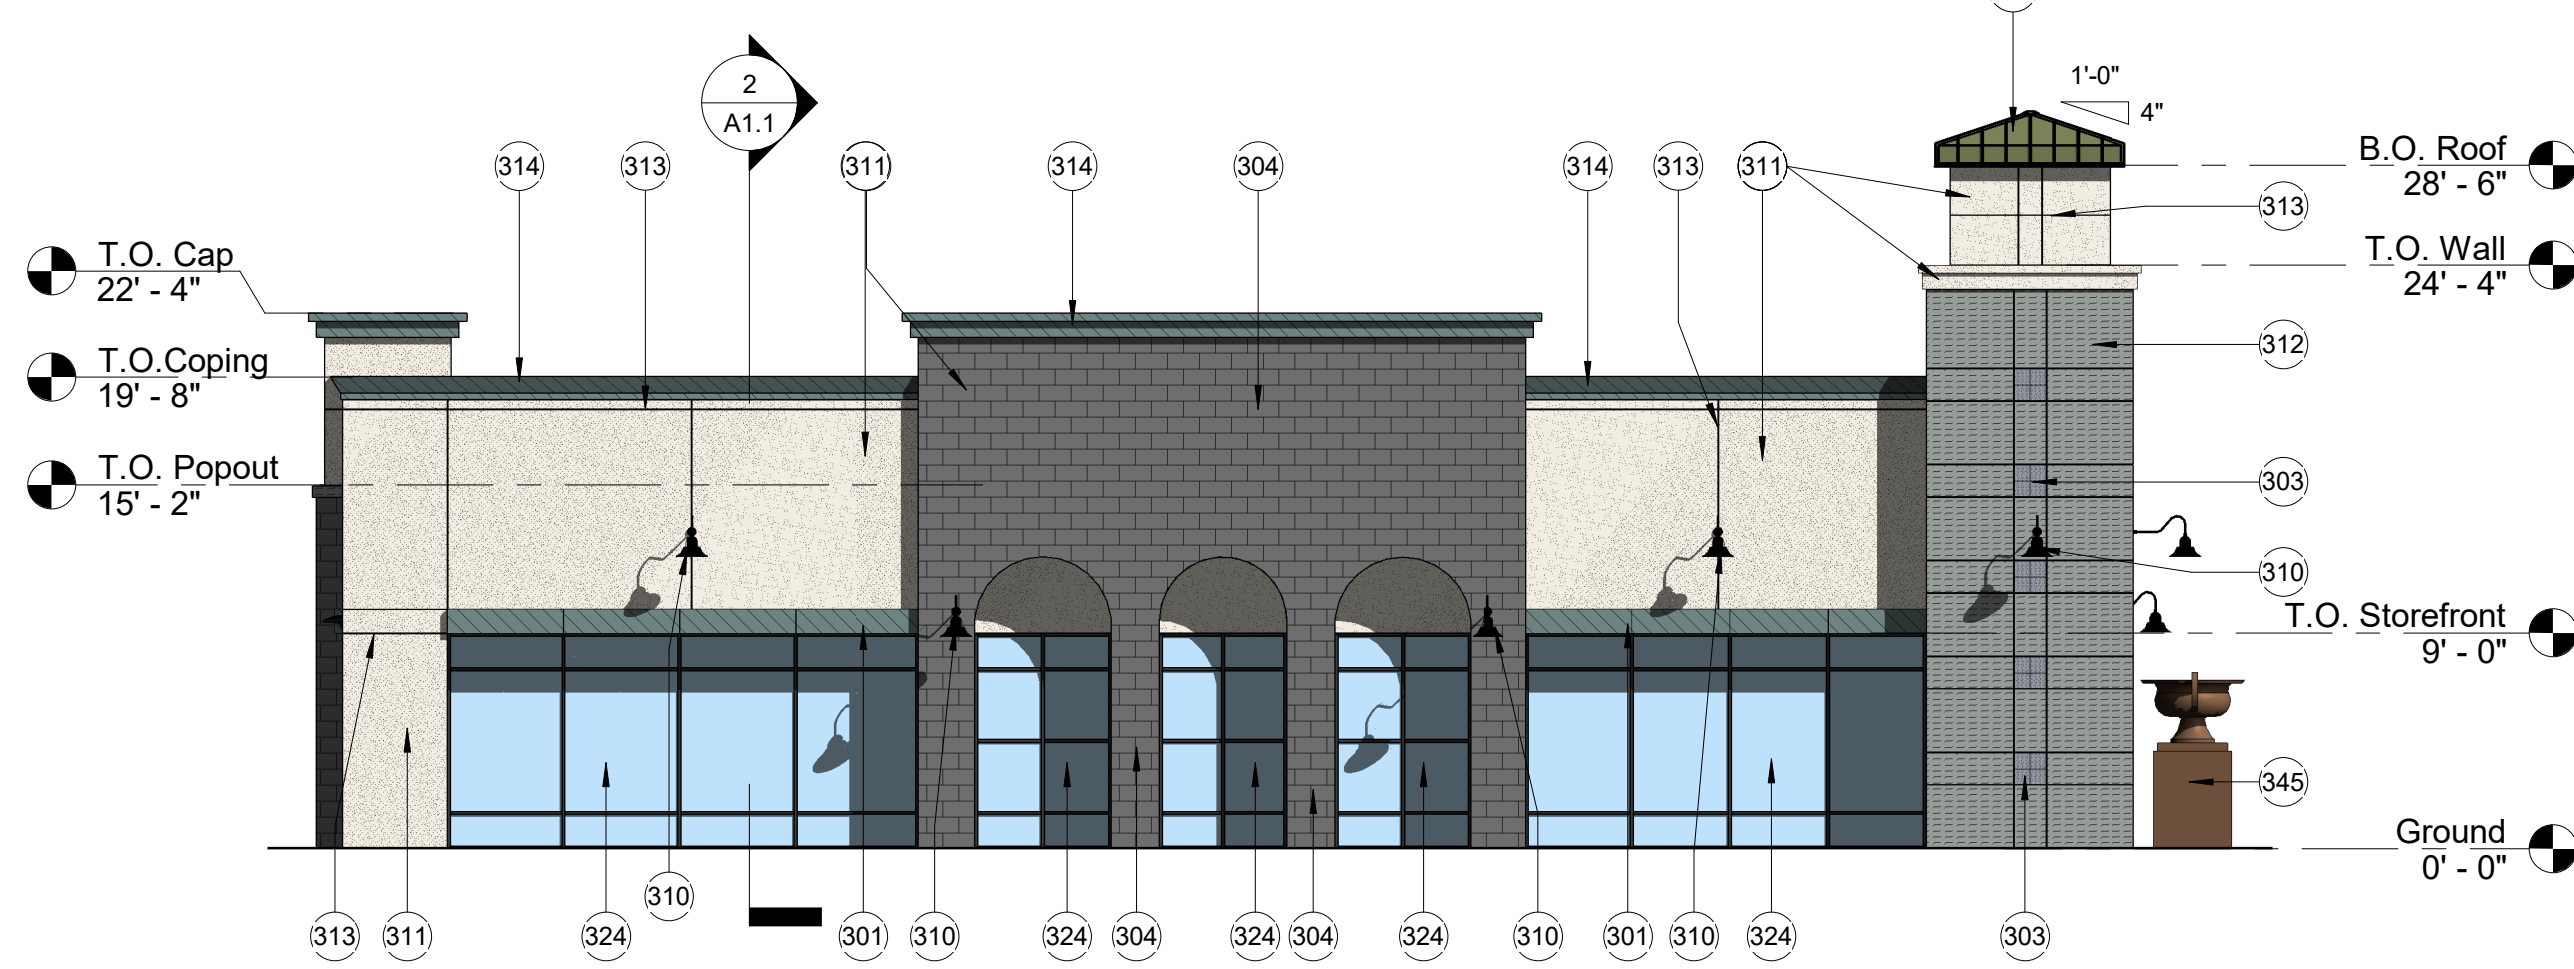 1'-0"
4"
2
A1.1
314
313
311
314
304
314
313
311
B.O. Roof
28' - 6"
313
T.O. Cap
22' - 4"
T.O. Wall
24' - 4"
312
T.O.Coping
19' - 8"
T.O. Popout
15' - 2"
303
310
T.O. Storefront
9' - 0"
345
Ground
0' - 0"
310
313
311
324
301
310
324
304
324
304
324
310
301
310
324
303